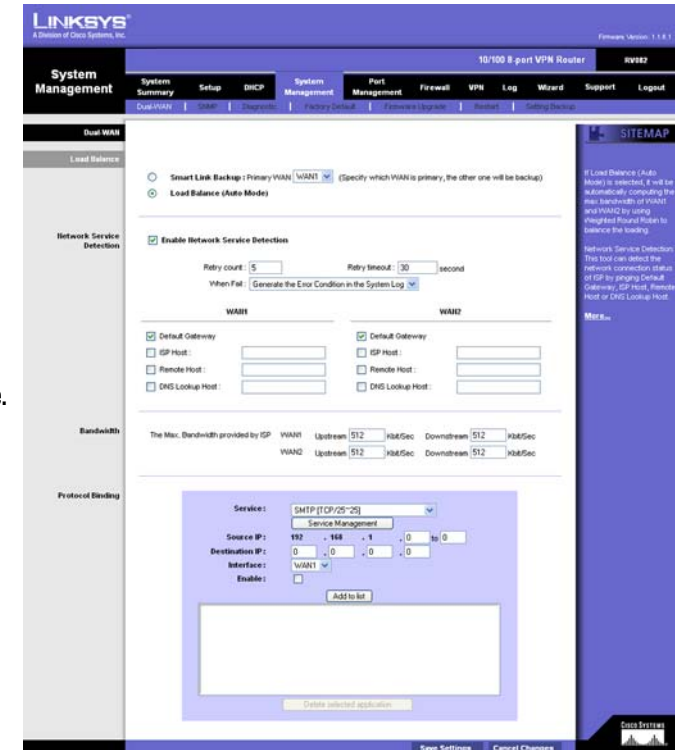 LINKSYS®
A Division of Cisco Systems, Inc.
Firmware Version: 1.1.6.1
10/100 8-port VPN Router RV082
System Management
System Summary Setup DHCP System Management Port Management Firewall VPN Log Wizard Support Logout
Dual-WAN | SNMP | Diagnostic | Factory Default | Firmware Upgrade | Restart | Setting Backup
Dual-WAN
SITEMAP
Load Balance
Smart Link Backup : Primary WAN WAN1 (Specify which WAN is primary, the other one will be backup)
Load Balance (Auto Mode)
If Load Balance (Auto
Mode) is selected, it will be
automatically compute the
max bandwidth of WAN1
and WAN2 by using
Weighted Round Robin to
balance the loading.
Network Service Detection
Enable Network Service Detection
Retry count : 5 Retry timeout : 30 second
When Fail : Generate the Error Condition in the System Log
Network Service Detection:
This tool can detect the
network connection status
of ISP by pinging Default
Gateway, ISP Host, Remote
Host or DNS Lookup Host.
More...
WAN1 WAN2
Default Gateway Default Gateway
ISP Host : ISP Host :
Remote Host : Remote Host :
DNS Lookup Host : DNS Lookup Host :
e.
Bandwidth
The Max. Bandwidth provided by ISP WAN1 Upstream 512 Kbit/Sec Downstream 512 Kbit/Sec
WAN2 Upstream 512 Kbit/Sec Downstream 512 Kbit/Sec
Protocol Binding
Service : SMTP [TCP/25~25]
Service Management
Source IP : 192 . 168 . 1 . 0 to 0
Destination IP : 0 . 0 . 0 . 0
Interface : WAN1
Enable :
Add to list
Delete selected application
Save Settings Cancel Changes
CISCO SYSTEMS